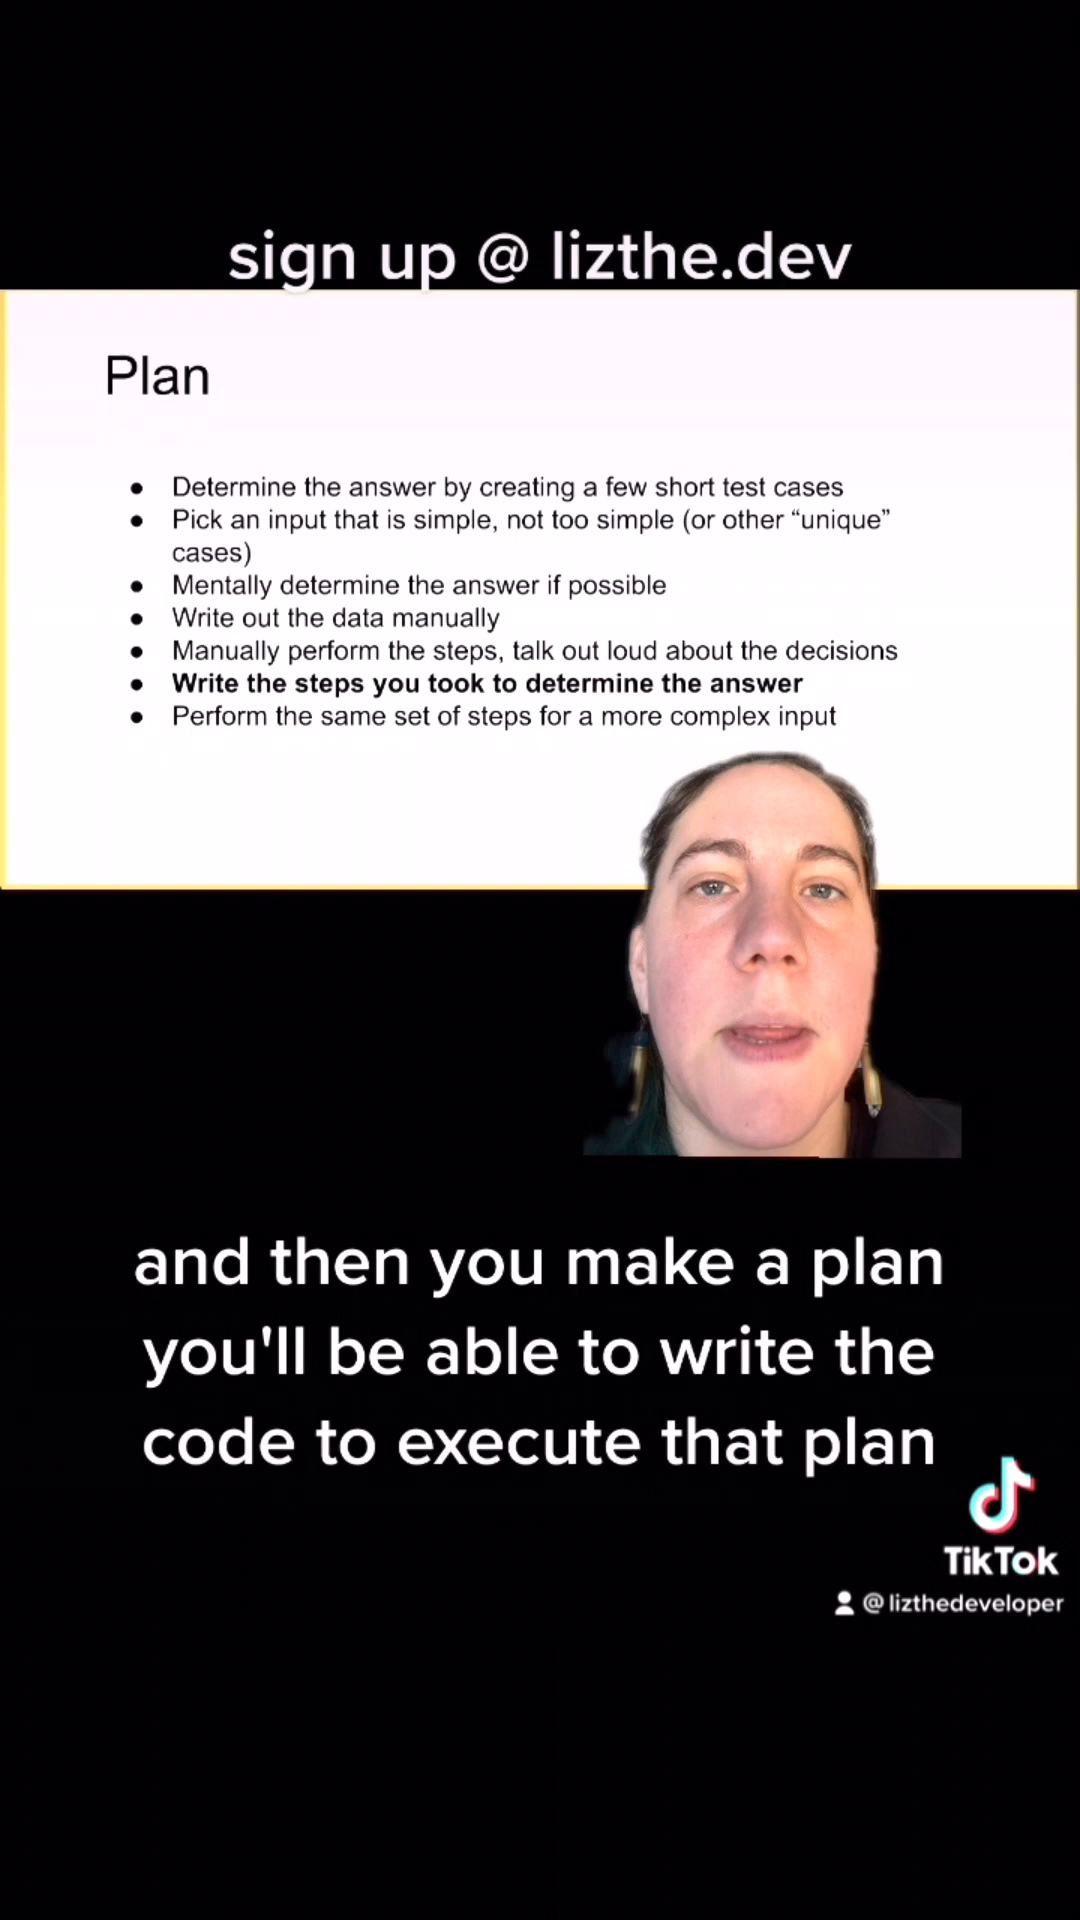 sign up @ lizthe.dev
Plan
● Determine the answer by creating a few short test cases
● Pick an input that is simple, not too simple (or other “unique”
cases)
● Mentally determine the answer if possible
● Write out the data manually
● Manually perform the steps, talk out loud about the decisions
● Write the steps you took to determine the answer
● Perform the same set of steps for a more complex input
and then you make a plan
you'll be able to write the
code to execute that plan
TikTok
@lizthedeveloper